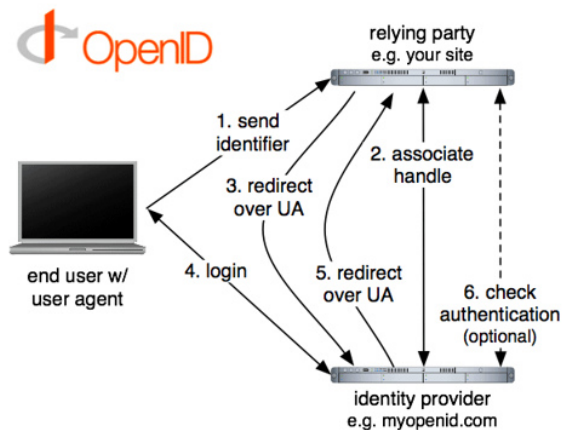 OpenID
relying party
e.g. your site
1. send
identifier
2. associate
handle
3. redirect
over UA
4. login
5. redirect
over UA
6. check
authentication
(optional)
end user w/
user agent
identity provider
e.g. myopenid.com